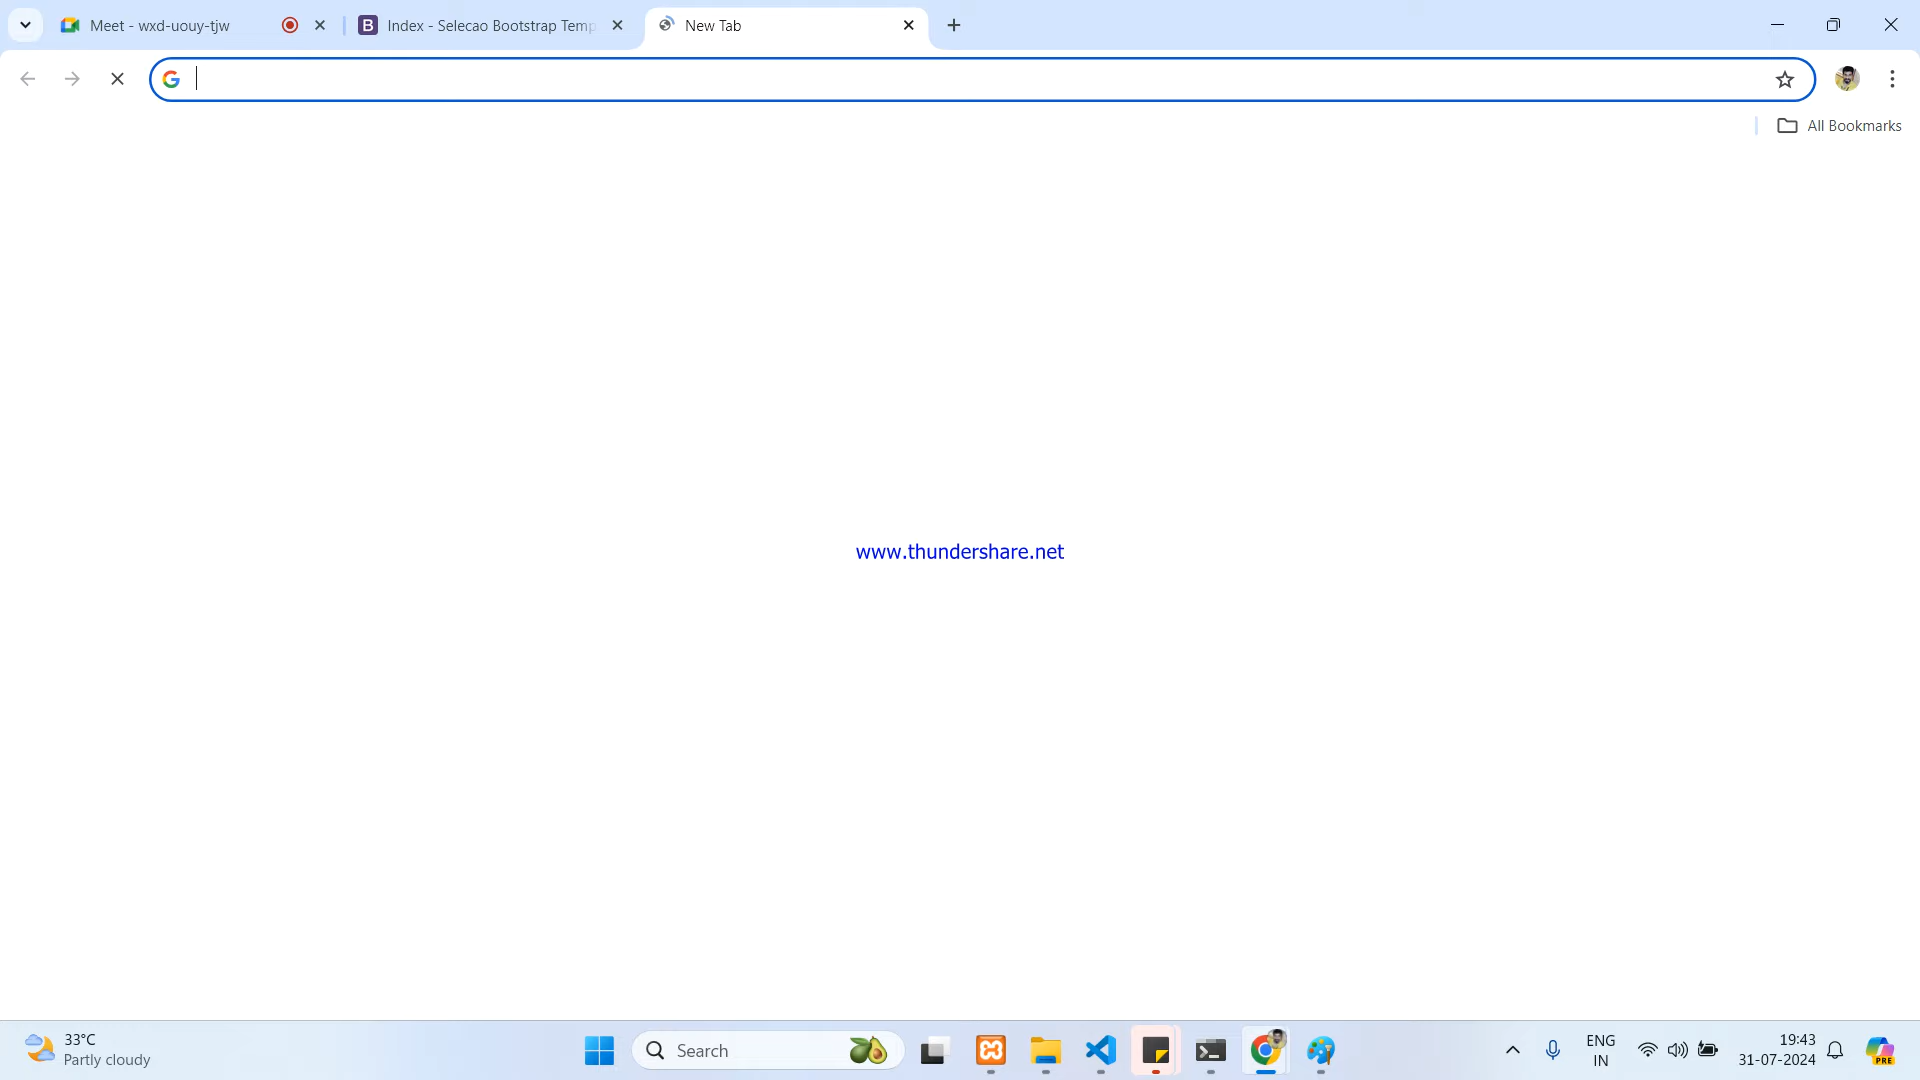 Meet - wxd-uouy-tjw
Index - Selecao Bootstrap Temp
New Tab
All Bookmarks
www.thundershare.net
33°C
Partly cloudy
Search
ENG
IN
19:43
31-07-2024
PRE